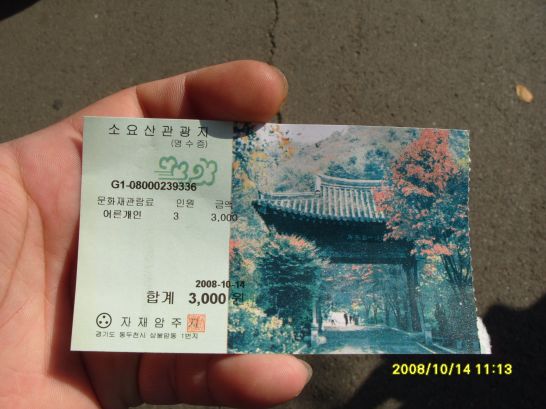 소요산관광지
(영수증)
G1-08000239336
문화재관람료 인원 금액
어른개인 3 3,000
2008-10-14
합계 3,000 원
자재암주지
경기도 동두천시 상봉암동 1번지
2008/10/14 11:13